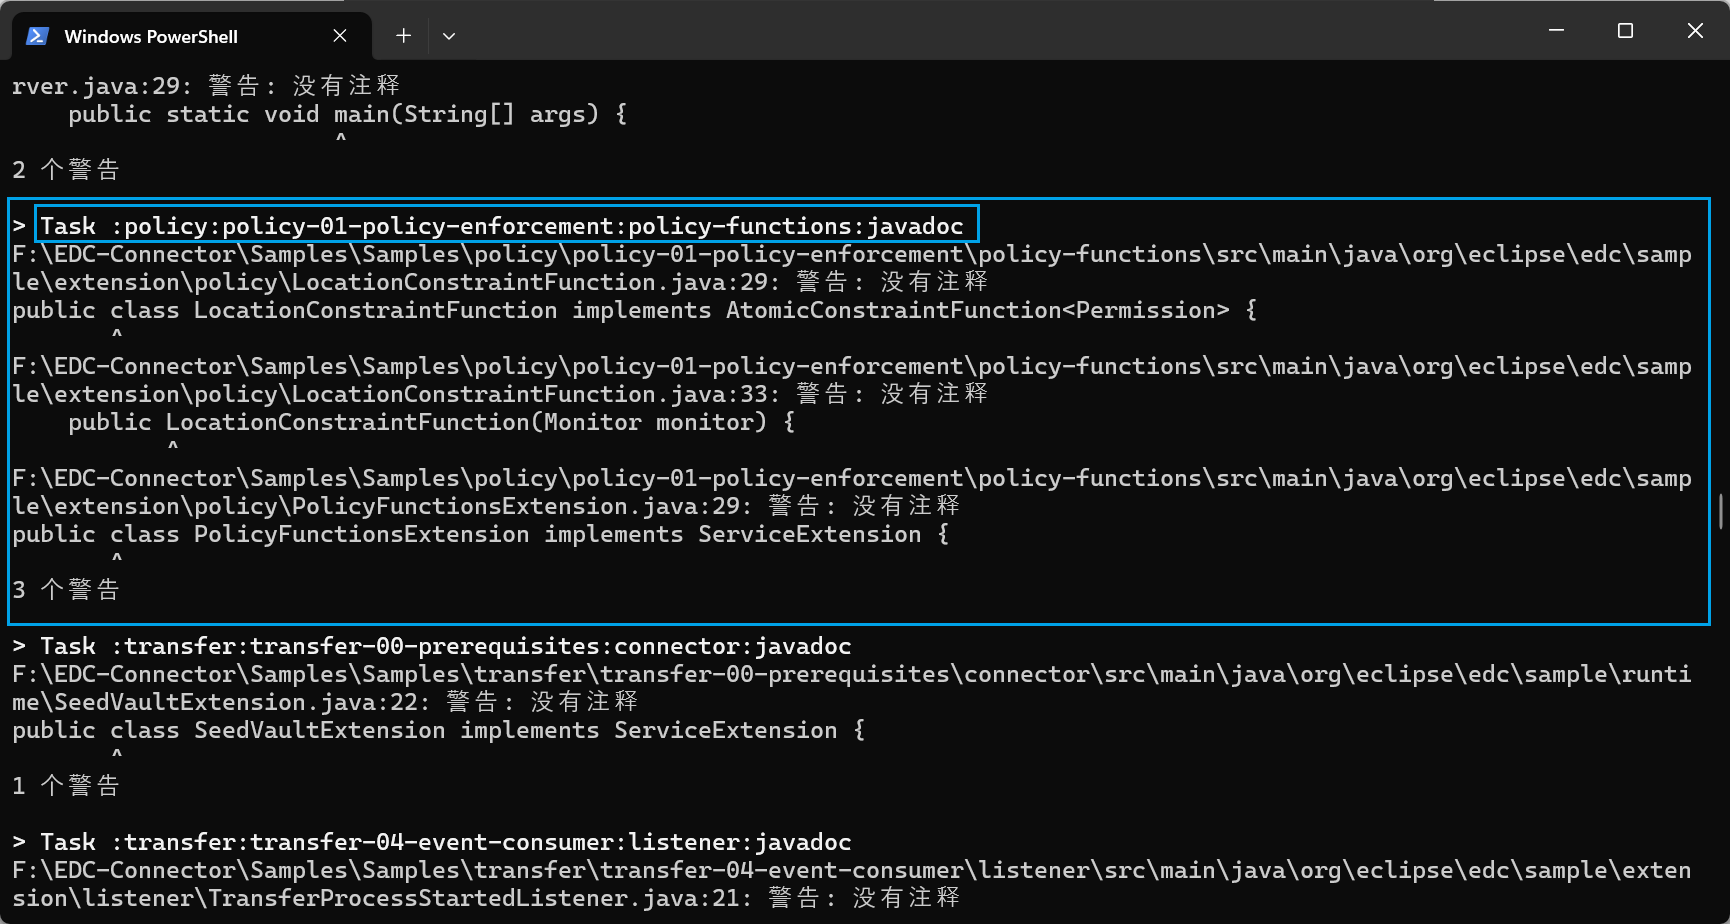 Windows PowerShell
rver.java:29: 警告: 没有注释
    public static void main(String[] args) {
                       ^
2 个警告
> Task :policy:policy-01-policy-enforcement:policy-functions:javadoc
F:\EDC-Connector\Samples\Samples\policy\policy-01-policy-enforcement\policy-functions\src\main\java\org\eclipse\edc\samp
le\extension\policy\LocationConstraintFunction.java:29: 警告: 没有注释
public class LocationConstraintFunction implements AtomicConstraintFunction<Permission> {
       ^
F:\EDC-Connector\Samples\Samples\policy\policy-01-policy-enforcement\policy-functions\src\main\java\org\eclipse\edc\samp
le\extension\policy\LocationConstraintFunction.java:33: 警告: 没有注释
    public LocationConstraintFunction(Monitor monitor) {
           ^
F:\EDC-Connector\Samples\Samples\policy\policy-01-policy-enforcement\policy-functions\src\main\java\org\eclipse\edc\samp
le\extension\policy\PolicyFunctionsExtension.java:29: 警告: 没有注释
public class PolicyFunctionsExtension implements ServiceExtension {
       ^
3 个警告
> Task :transfer:transfer-00-prerequisites:connector:javadoc
F:\EDC-Connector\Samples\Samples\transfer\transfer-00-prerequisites\connector\src\main\java\org\eclipse\edc\sample\runti
me\SeedVaultExtension.java:22: 警告: 没有注释
public class SeedVaultExtension implements ServiceExtension {
       ^
1 个警告
> Task :transfer:transfer-04-event-consumer:listener:javadoc
F:\EDC-Connector\Samples\Samples\transfer\transfer-04-event-consumer\listener\src\main\java\org\eclipse\edc\sample\exten
sion\listener\TransferProcessStartedListener.java:21: 警告: 没有注释